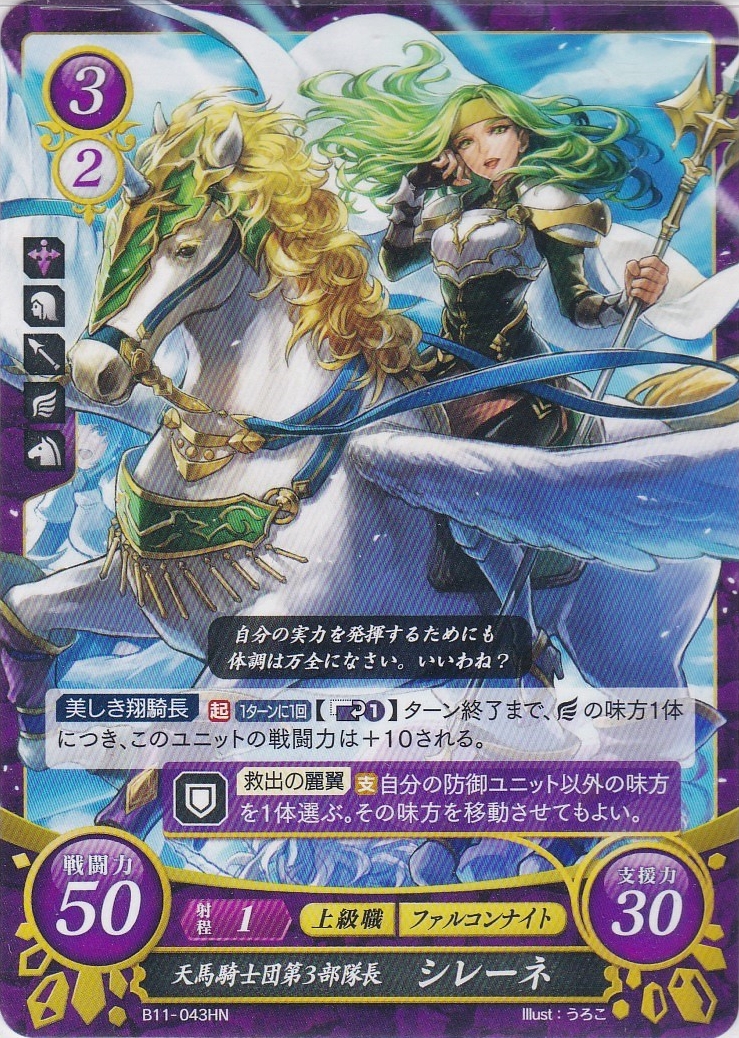 3
2
自分の実力を発揮するためにも
体調は万全になさい。いいわね？
美しき翔騎長 起 1ターンに1回【1】ターン終了まで、の味方1体
につき、このユニットの戦闘力は＋10される。
救出の麗翼 支 自分の防御ユニット以外の味方
を1体選ぶ。その味方を移動させてもよい。
戦闘力
50
射程 1
上級職 ファルコンナイト
支援力
30
天馬騎士団第3部隊長 シレーネ
B11-043HN
Illust：うろこ